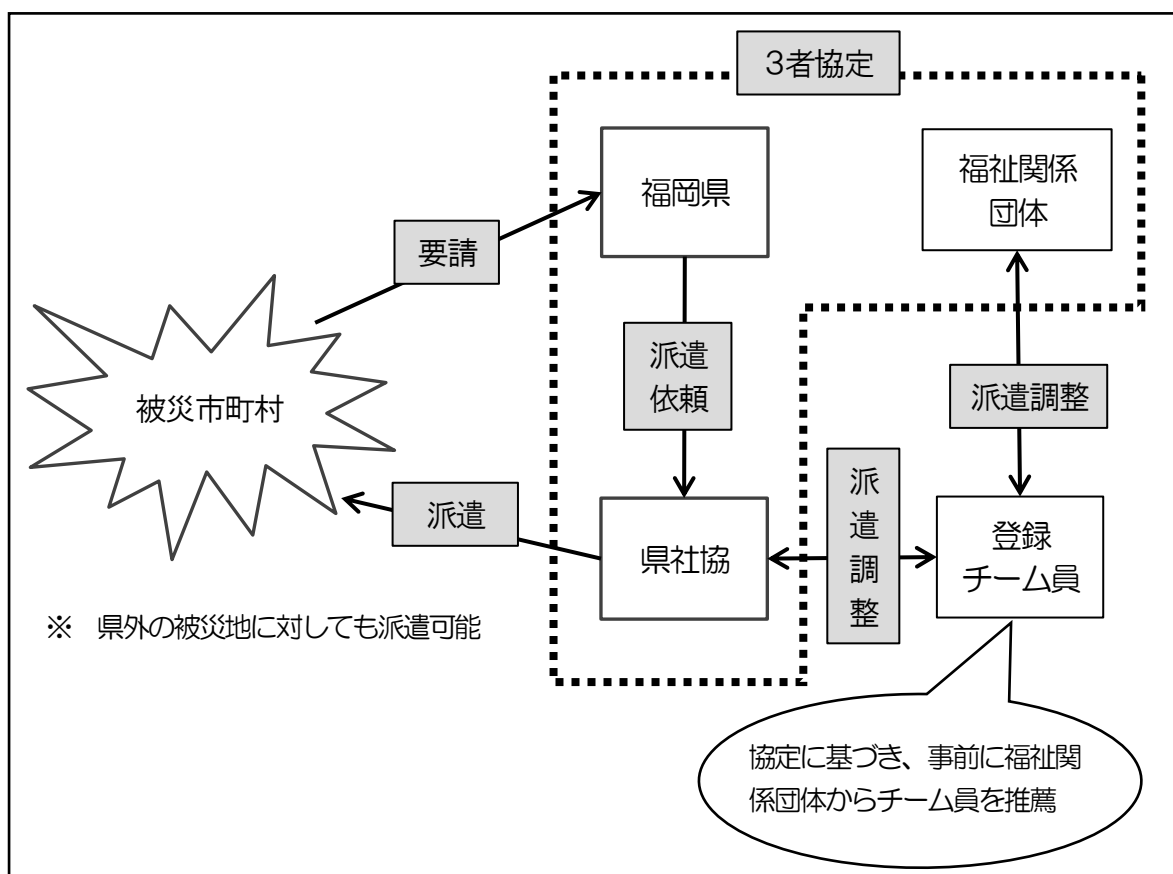 3者協定
福岡県
福祉関係
団体
要請
派遣
依頼
被災市町村
派遣調整
派遣
県社協
派
遣
調
整
登録
チーム員
※ 県外の被災地に対しても派遣可能
協定に基づき、事前に福祉関
係団体からチーム員を推薦